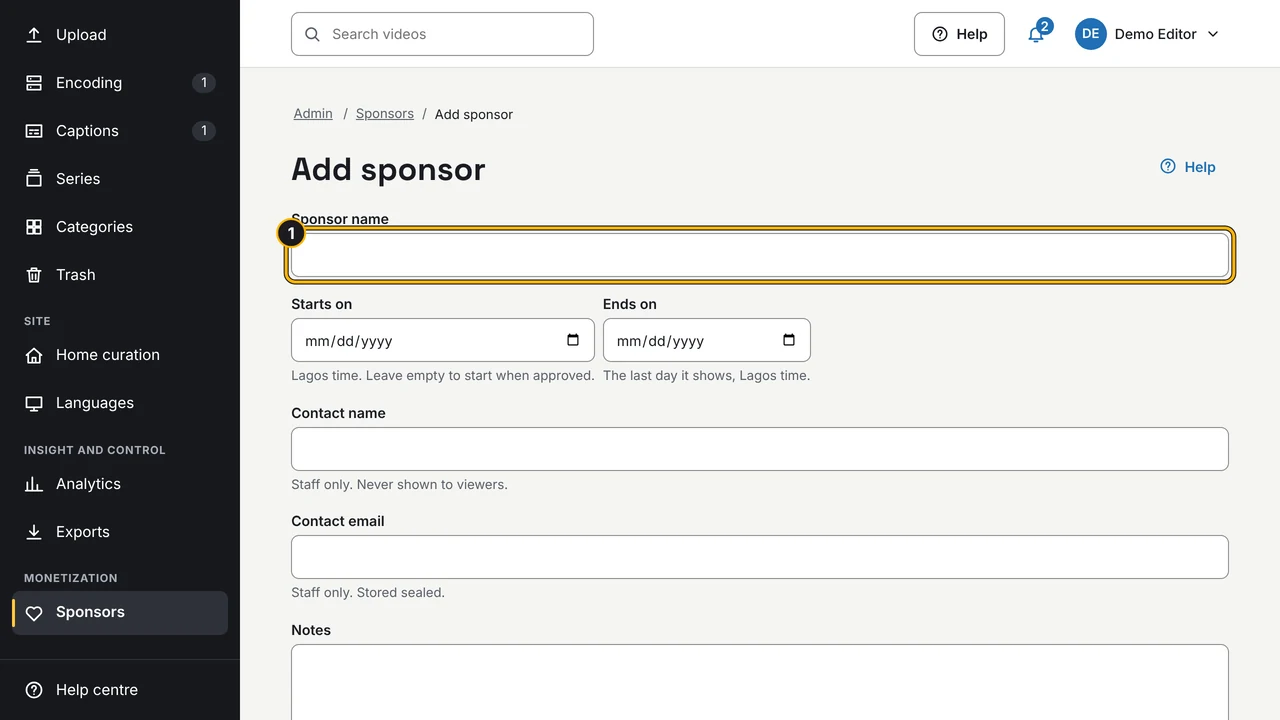 Upload
Encoding 1
Captions 1
Series
Categories
Trash
SITE
Home curation
Languages
INSIGHT AND CONTROL
Analytics
Exports
MONETIZATION
Sponsors
Help centre
Search videos
Help
2
DE Demo Editor
Admin / Sponsors / Add sponsor
Add sponsor
Help
Sponsor name
1
Starts on
mm/dd/yyyy
Lagos time. Leave empty to start when approved.
Ends on
mm/dd/yyyy
The last day it shows, Lagos time.
Contact name
Staff only. Never shown to viewers.
Contact email
Staff only. Stored sealed.
Notes